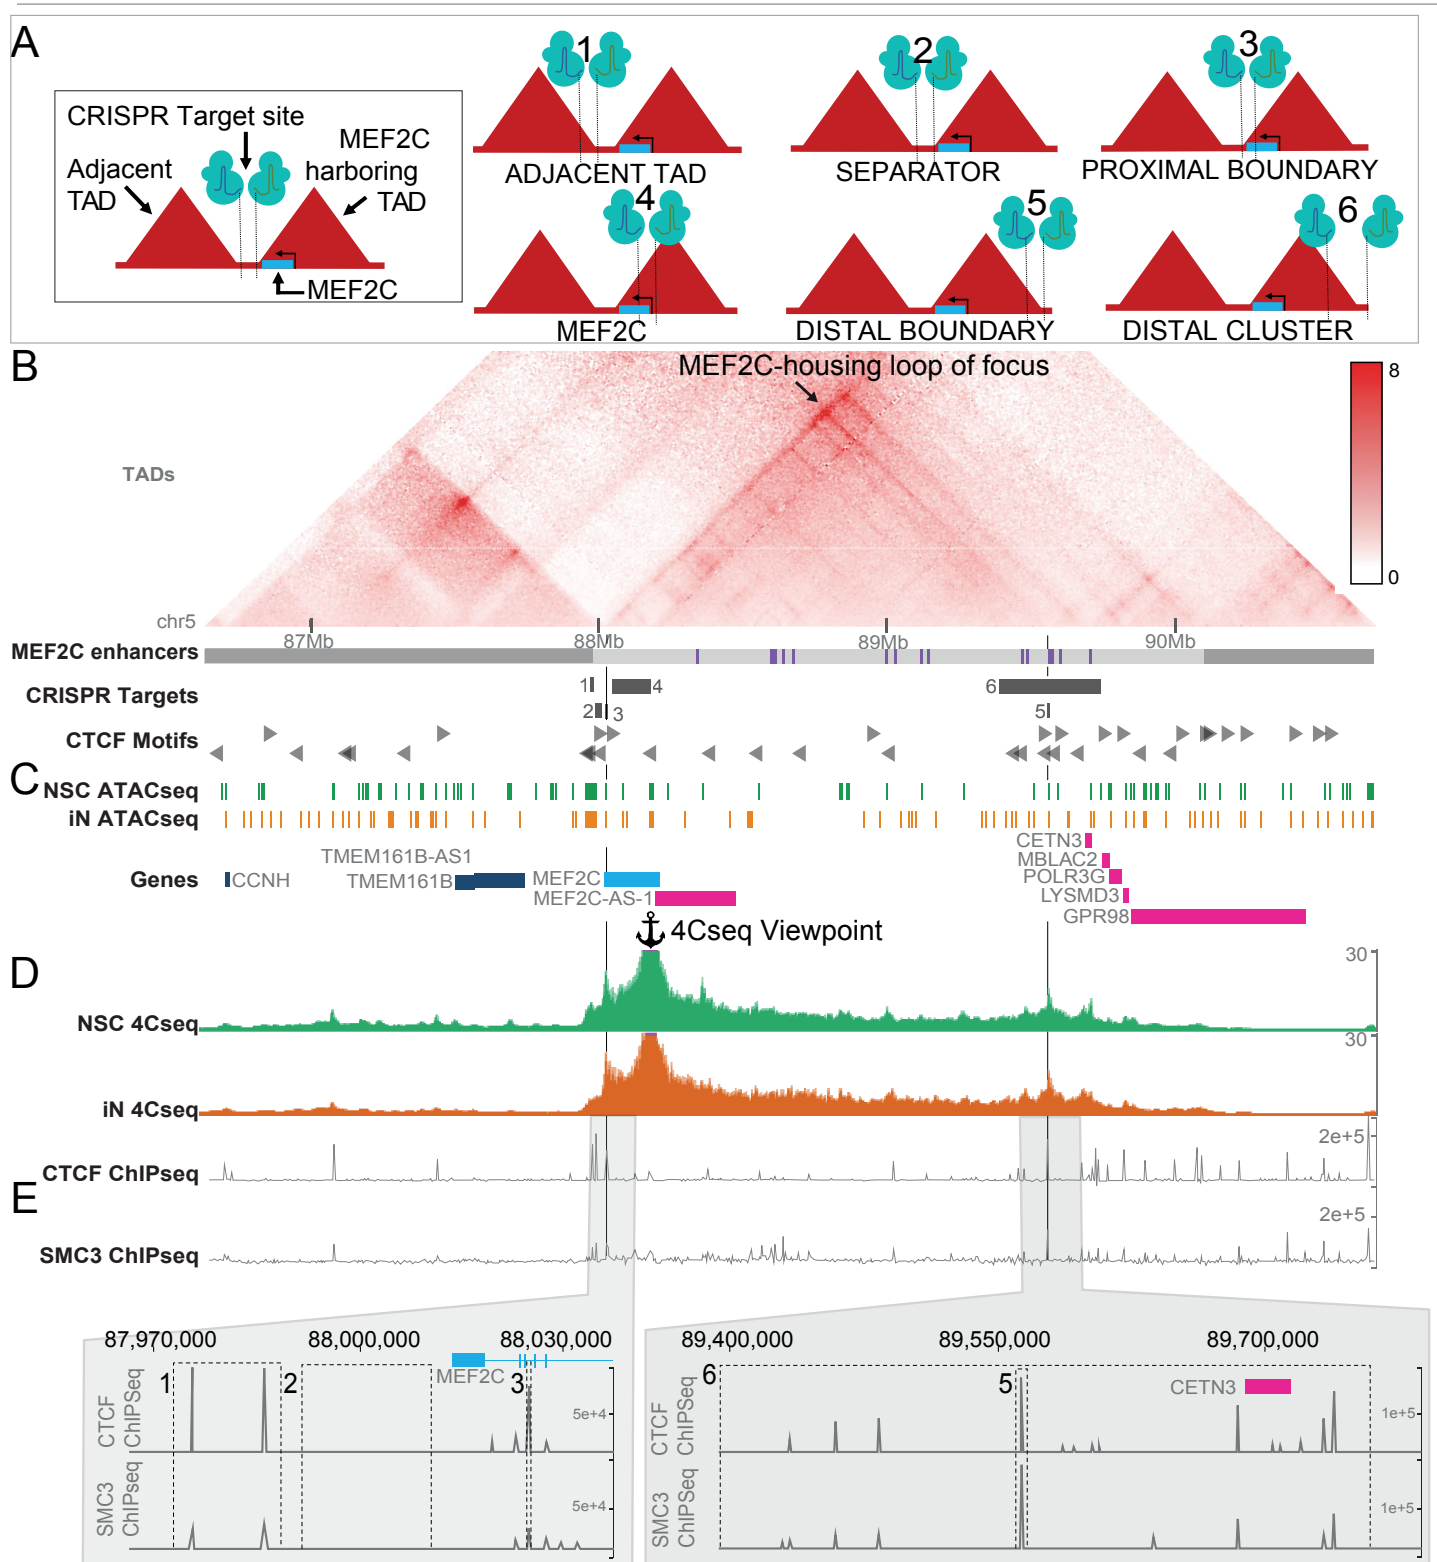 A
1
2
3
CRISPR Target site
Adjacent
TAD
MEF2C
harboring
TAD
MEF2C
ADJACENT TAD
SEPARATOR
PROXIMAL BOUNDARY
4
5
6
MEF2C
DISTAL BOUNDARY
DISTAL CLUSTER
B
MEF2C-housing loop of focus
8
0
TADs
chr5
87Mb
88Mb
89Mb
90Mb
MEF2C enhancers
CRISPR Targets
1
4
6
2
3
5
CTCF Motifs
C
NSC ATACseq
iN ATACseq
Genes
CCNH
TMEM161B-AS1
TMEM161B
MEF2C
MEF2C-AS-1
CETN3
MBLAC2
POLR3G
LYSMD3
GPR98
4Cseq Viewpoint
D
30
NSC 4Cseq
30
iN 4Cseq
2e+5
CTCF ChIPseq
E
2e+5
SMC3 ChIPseq
87,970,000
88,000,000
88,030,000
1
2
3
MEF2C
CTCF
ChIPSeq
5e+4
SMC3
ChIPseq
5e+4
89,400,000
89,550,000
89,700,000
6
5
CETN3
CTCF
ChIPSeq
1e+5
SMC3
ChIPSeq
1e+5